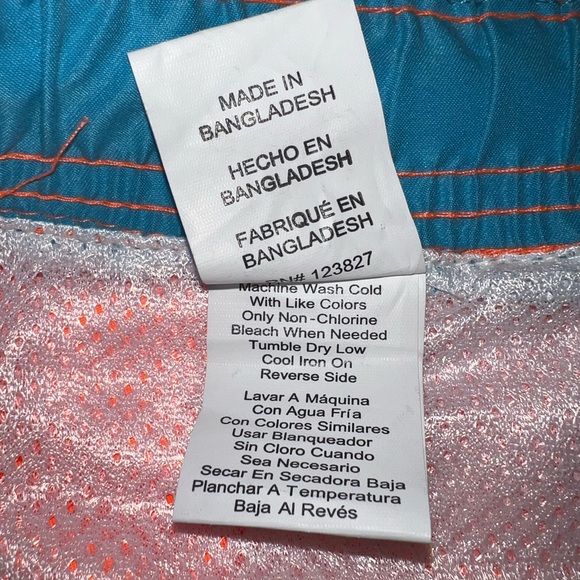 MADE IN
BANGLADESH
HECHO EN
BANGLADESH
FABRIQUÉ EN
BANGLADESH
RN# 123827
Machine Wash Cold
With Like Colors
Only Non-Chlorine
Bleach When Needed
Tumble Dry Low
Cool Iron On
Reverse Side
Lavar A Máquina
Con Agua Fría
Con Colores Similares
Usar Blanqueador
Sin Cloro Cuando
Sea Necesario
Secar En Secadora Baja
Planchar A Temperatura
Baja Al Revés